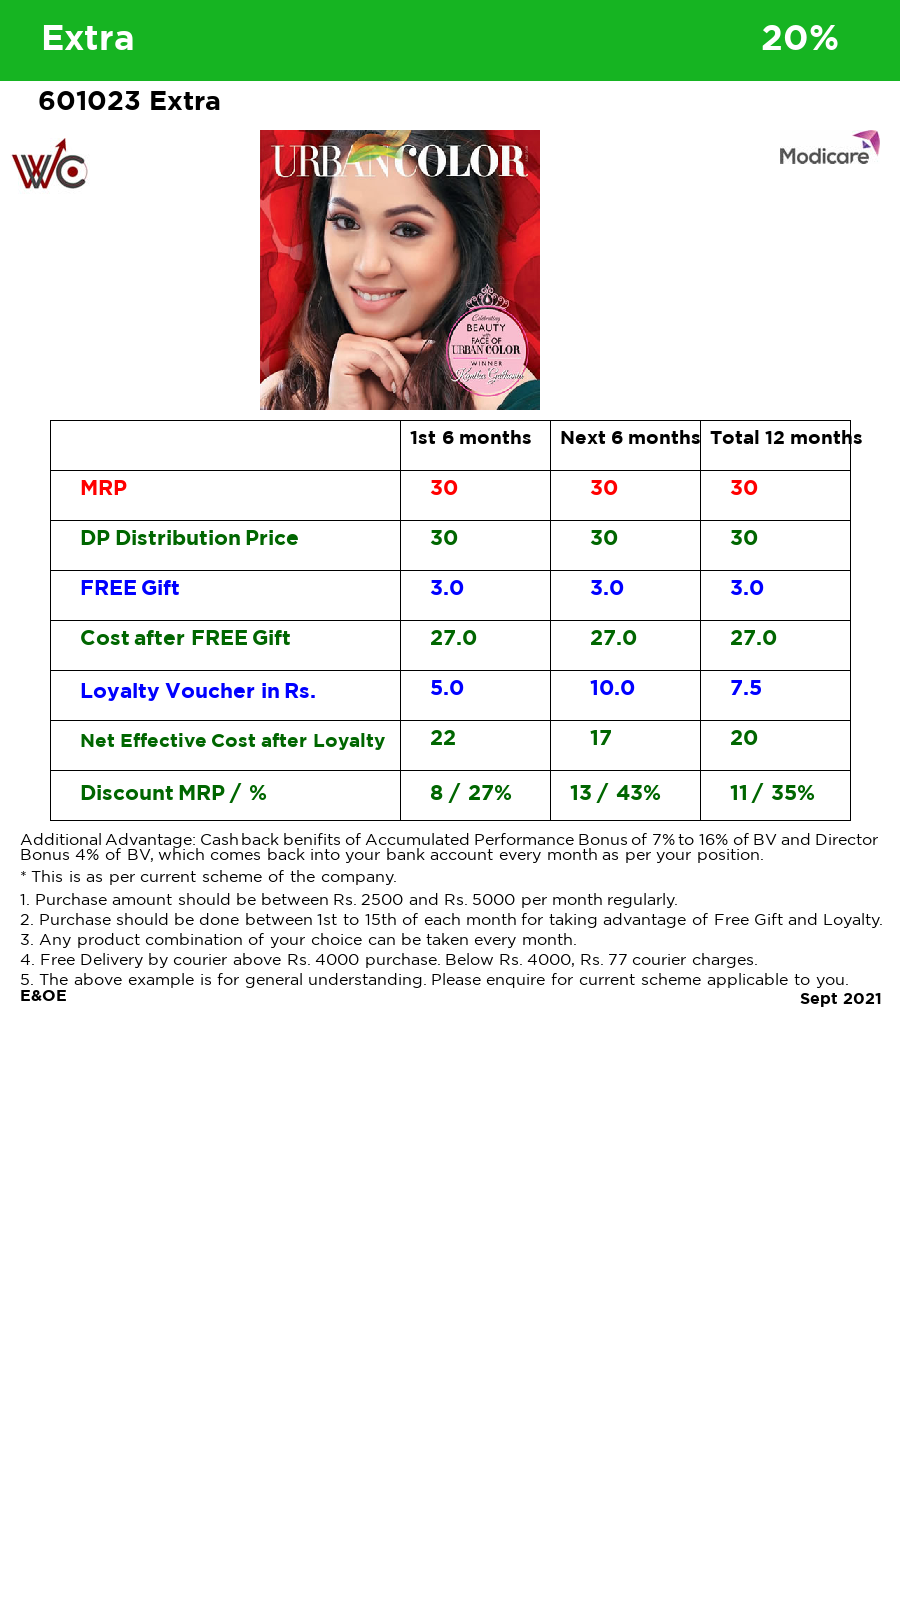 Extra 20%
601023 Extra
WC
Modicare
URBANCOLOR
Celebrating
BEAUTY
with
FACE OF
URBAN COLOR
WINNER
1st 6 months Next 6 months Total 12 months
MRP 30 30 30
DP Distribution Price 30 30 30
FREE Gift 3.0 3.0 3.0
Cost after FREE Gift 27.0 27.0 27.0
Loyalty Voucher in Rs. 5.0 10.0 7.5
Net Effective Cost after Loyalty 22 17 20
Discount MRP / % 8 / 27% 13 / 43% 11 / 35%
Additional Advantage: Cashback benifits of Accumulated Performance Bonus of 7% to 16% of BV and Director
Bonus 4% of BV, which comes back into your bank account every month as per your position.
* This is as per current scheme of the company.
1. Purchase amount should be between Rs. 2500 and Rs. 5000 per month regularly.
2. Purchase should be done between 1st to 15th of each month for taking advantage of Free Gift and Loyalty.
3. Any product combination of your choice can be taken every month.
4. Free Delivery by courier above Rs. 4000 purchase. Below Rs. 4000, Rs. 77 courier charges.
5. The above example is for general understanding. Please enquire for current scheme applicable to you.
E&OE
Sept 2021